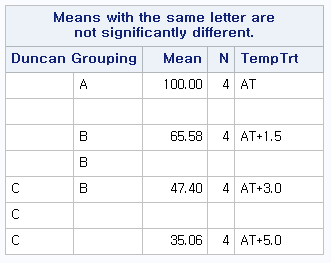 Means with the same letter are
not significantly different.
Duncan Grouping Mean N TempTrt
A 100.00 4 AT
B 65.58 4 AT+1.5
B
C B 47.40 4 AT+3.0
C
C 35.06 4 AT+5.0